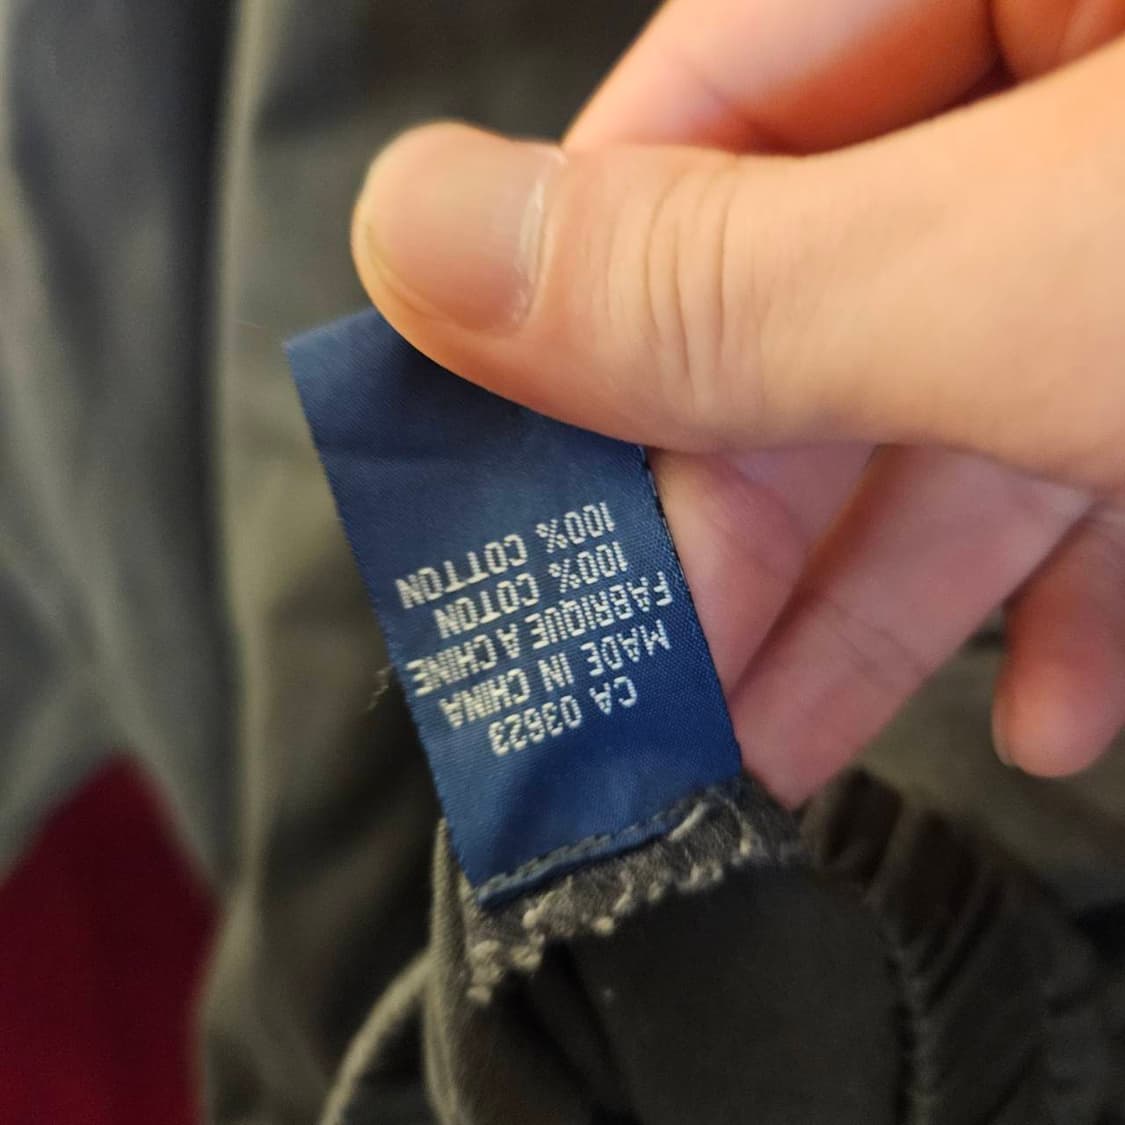 CA 03623
MADE IN CHINA
FABRIQUE A CHINE
100% COTON
100% COTTON